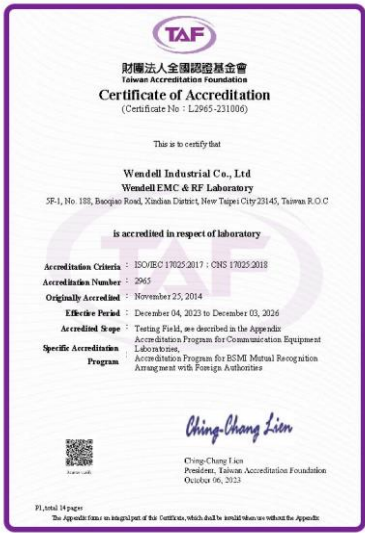 TAF
財團法人全國認證基金會
Taiwan Accreditation Foundation
Certificate of Accreditation
(Certificate No : L2965-231006)
This is to certify that
Wendell Industrial Co., Ltd
Wendell EMC & RF Laboratory
5F-1, No. 188, Baoqiao Road, Xindian District, New Taipei City 23145, Taiwan R.O.C
is accredited in respect of laboratory
Accreditation Criteria : ISO/IEC 17025:2017 ; CNS 17025:2018
Accreditation Number : 2965
Originally Accredited : November 25, 2014
Effective Period : December 04, 2023 to December 03, 2026
Accredited Scope : Testing Field, see described in the Appendix
Specific Accreditation Program : Accreditation Program for Communication Equipment
Laboratories,
Accreditation Program for BSMI Mutual Recognition
Arrangment with Foreign Authorities
Ching-Chang Lien
Ching-Chang Lien
President, Taiwan Accreditation Foundation
October 06, 2023
P1, total 14 pages
The Appendix forms an integral part of this Certificate, which shall be invalid when use without the Appendix